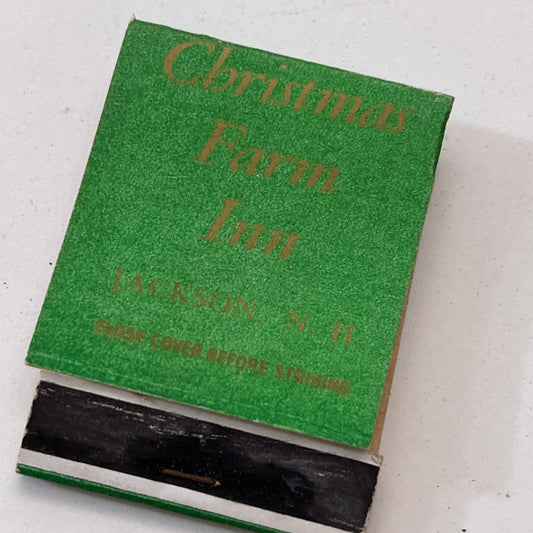 Christmas
Farm
Inn
JACKSON, N. H
CLOSE COVER BEFORE STRIKING